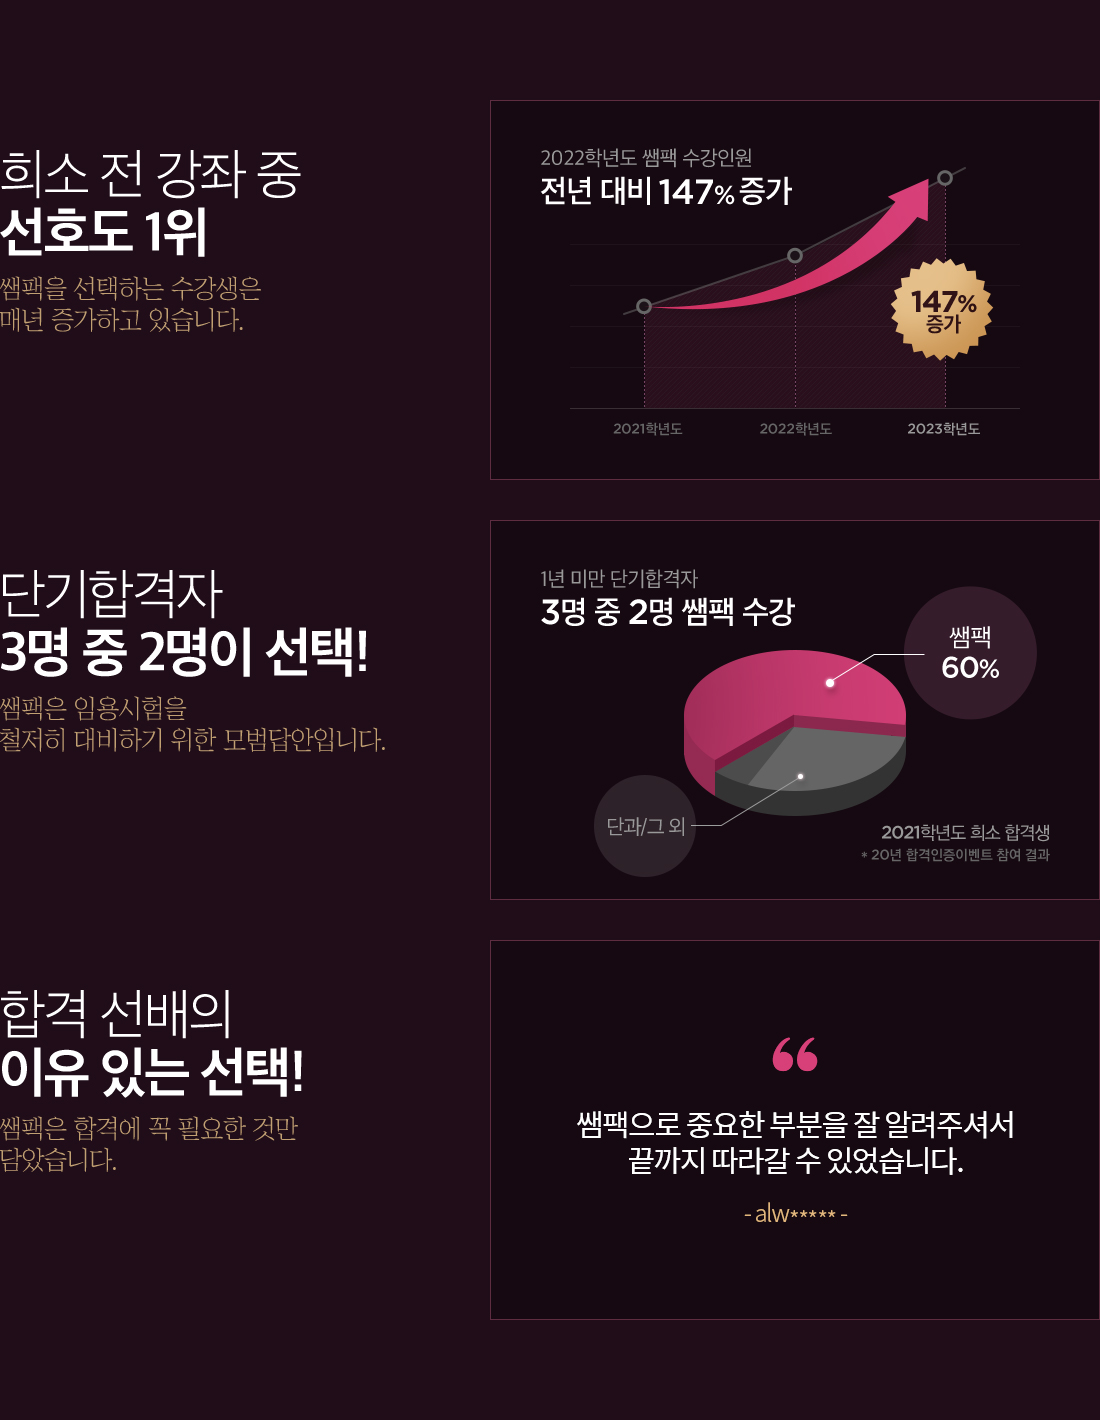 희소 전 강좌 중
선호도 1위
쌤팩을 선택하는 수강생은
매년 증가하고 있습니다.
2022학년도 쌤팩 수강인원
전년 대비 147% 증가
147%
증가
2021학년도
2022학년도
2023학년도
단기합격자
3명 중 2명이 선택!
쌤팩은 임용시험을
철저히 대비하기 위한 모범답안입니다.
1년 미만 단기합격자
3명 중 2명 쌤팩 수강
쌤팩
60%
단과/그 외
2021학년도 희소 합격생
* 20년 합격인증이벤트 참여 결과
합격 선배의
이유 있는 선택!
쌤팩은 합격에 꼭 필요한 것만
담았습니다.
“
쌤팩으로 중요한 부분을 잘 알려주셔서
끝까지 따라갈 수 있었습니다.
- alw***** -